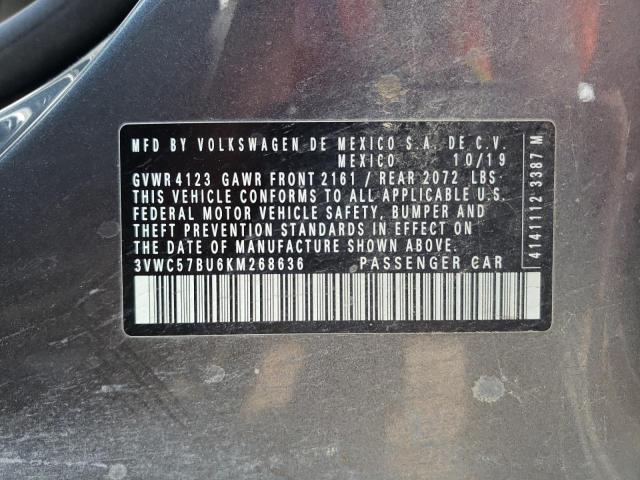 MFD BY VOLKSWAGEN DE MEXICO S.A. DE C.V.
MEXICO 10/19
GVWR 4123 GAWR FRONT 2161 / REAR 2072 LBS
THIS VEHICLE CONFORMS TO ALL APPLICABLE U.S.
FEDERAL MOTOR VEHICLE SAFETY, BUMPER AND
THEFT PREVENTION STANDARDS IN EFFECT ON
THE DATE OF MANUFACTURE SHOWN ABOVE.
3VWC57BU6KM268636 PASSENGER CAR
4141112 3387 M